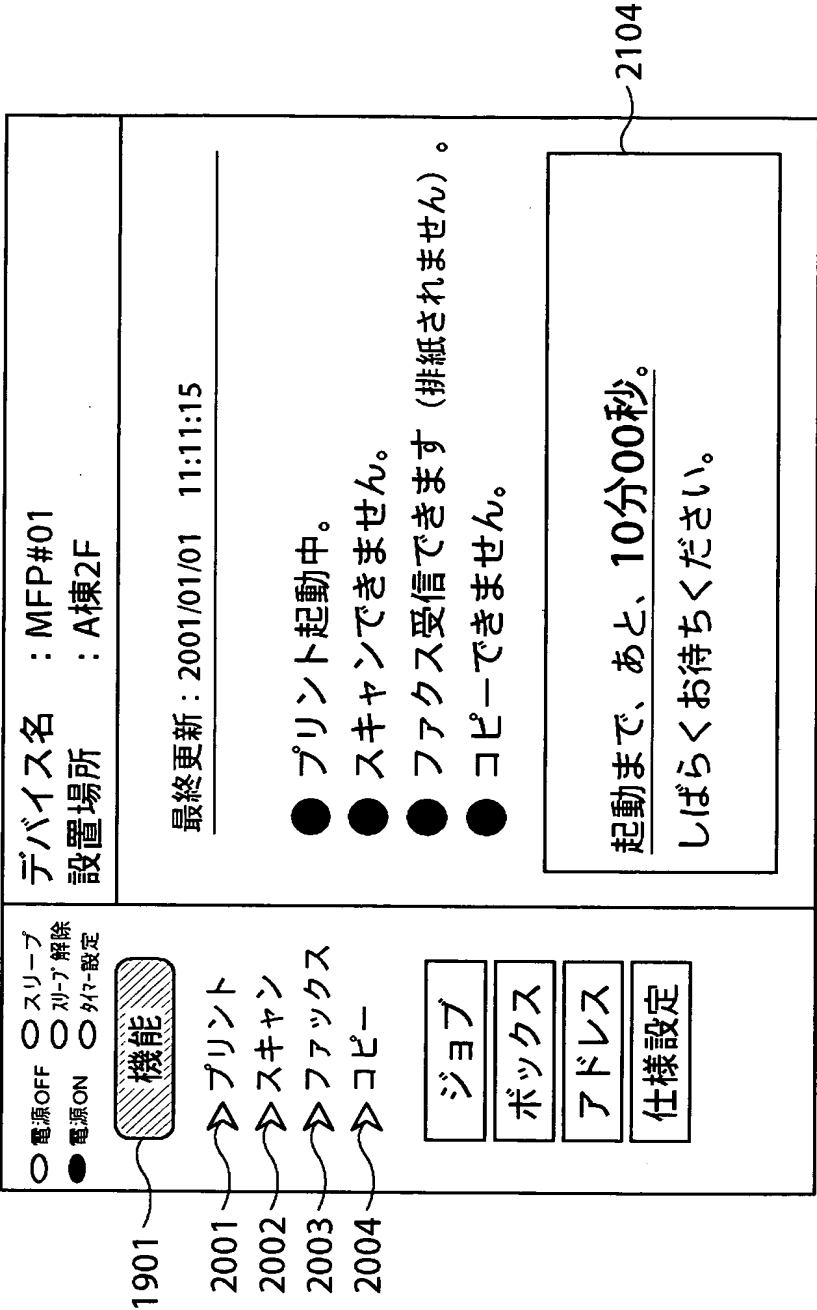 電源OFF スリープ
電源ON スリープ解除
タイマー設定
デバイス名 : MFP#01
設置場所 : A棟2F
1901
機能
2001
プリント
2002
スキャン
2003
ファックス
2004
コピー
ジョブ
ボックス
アドレス
仕様設定
最終更新 : 2001/01/01 11:11:15
● プリント起動中。
● スキャンできません。
● ファクス受信できます(排紙されません)。
● コピーできません。
起動まで、あと、10分00秒。
しばらくお待ちください。
2104